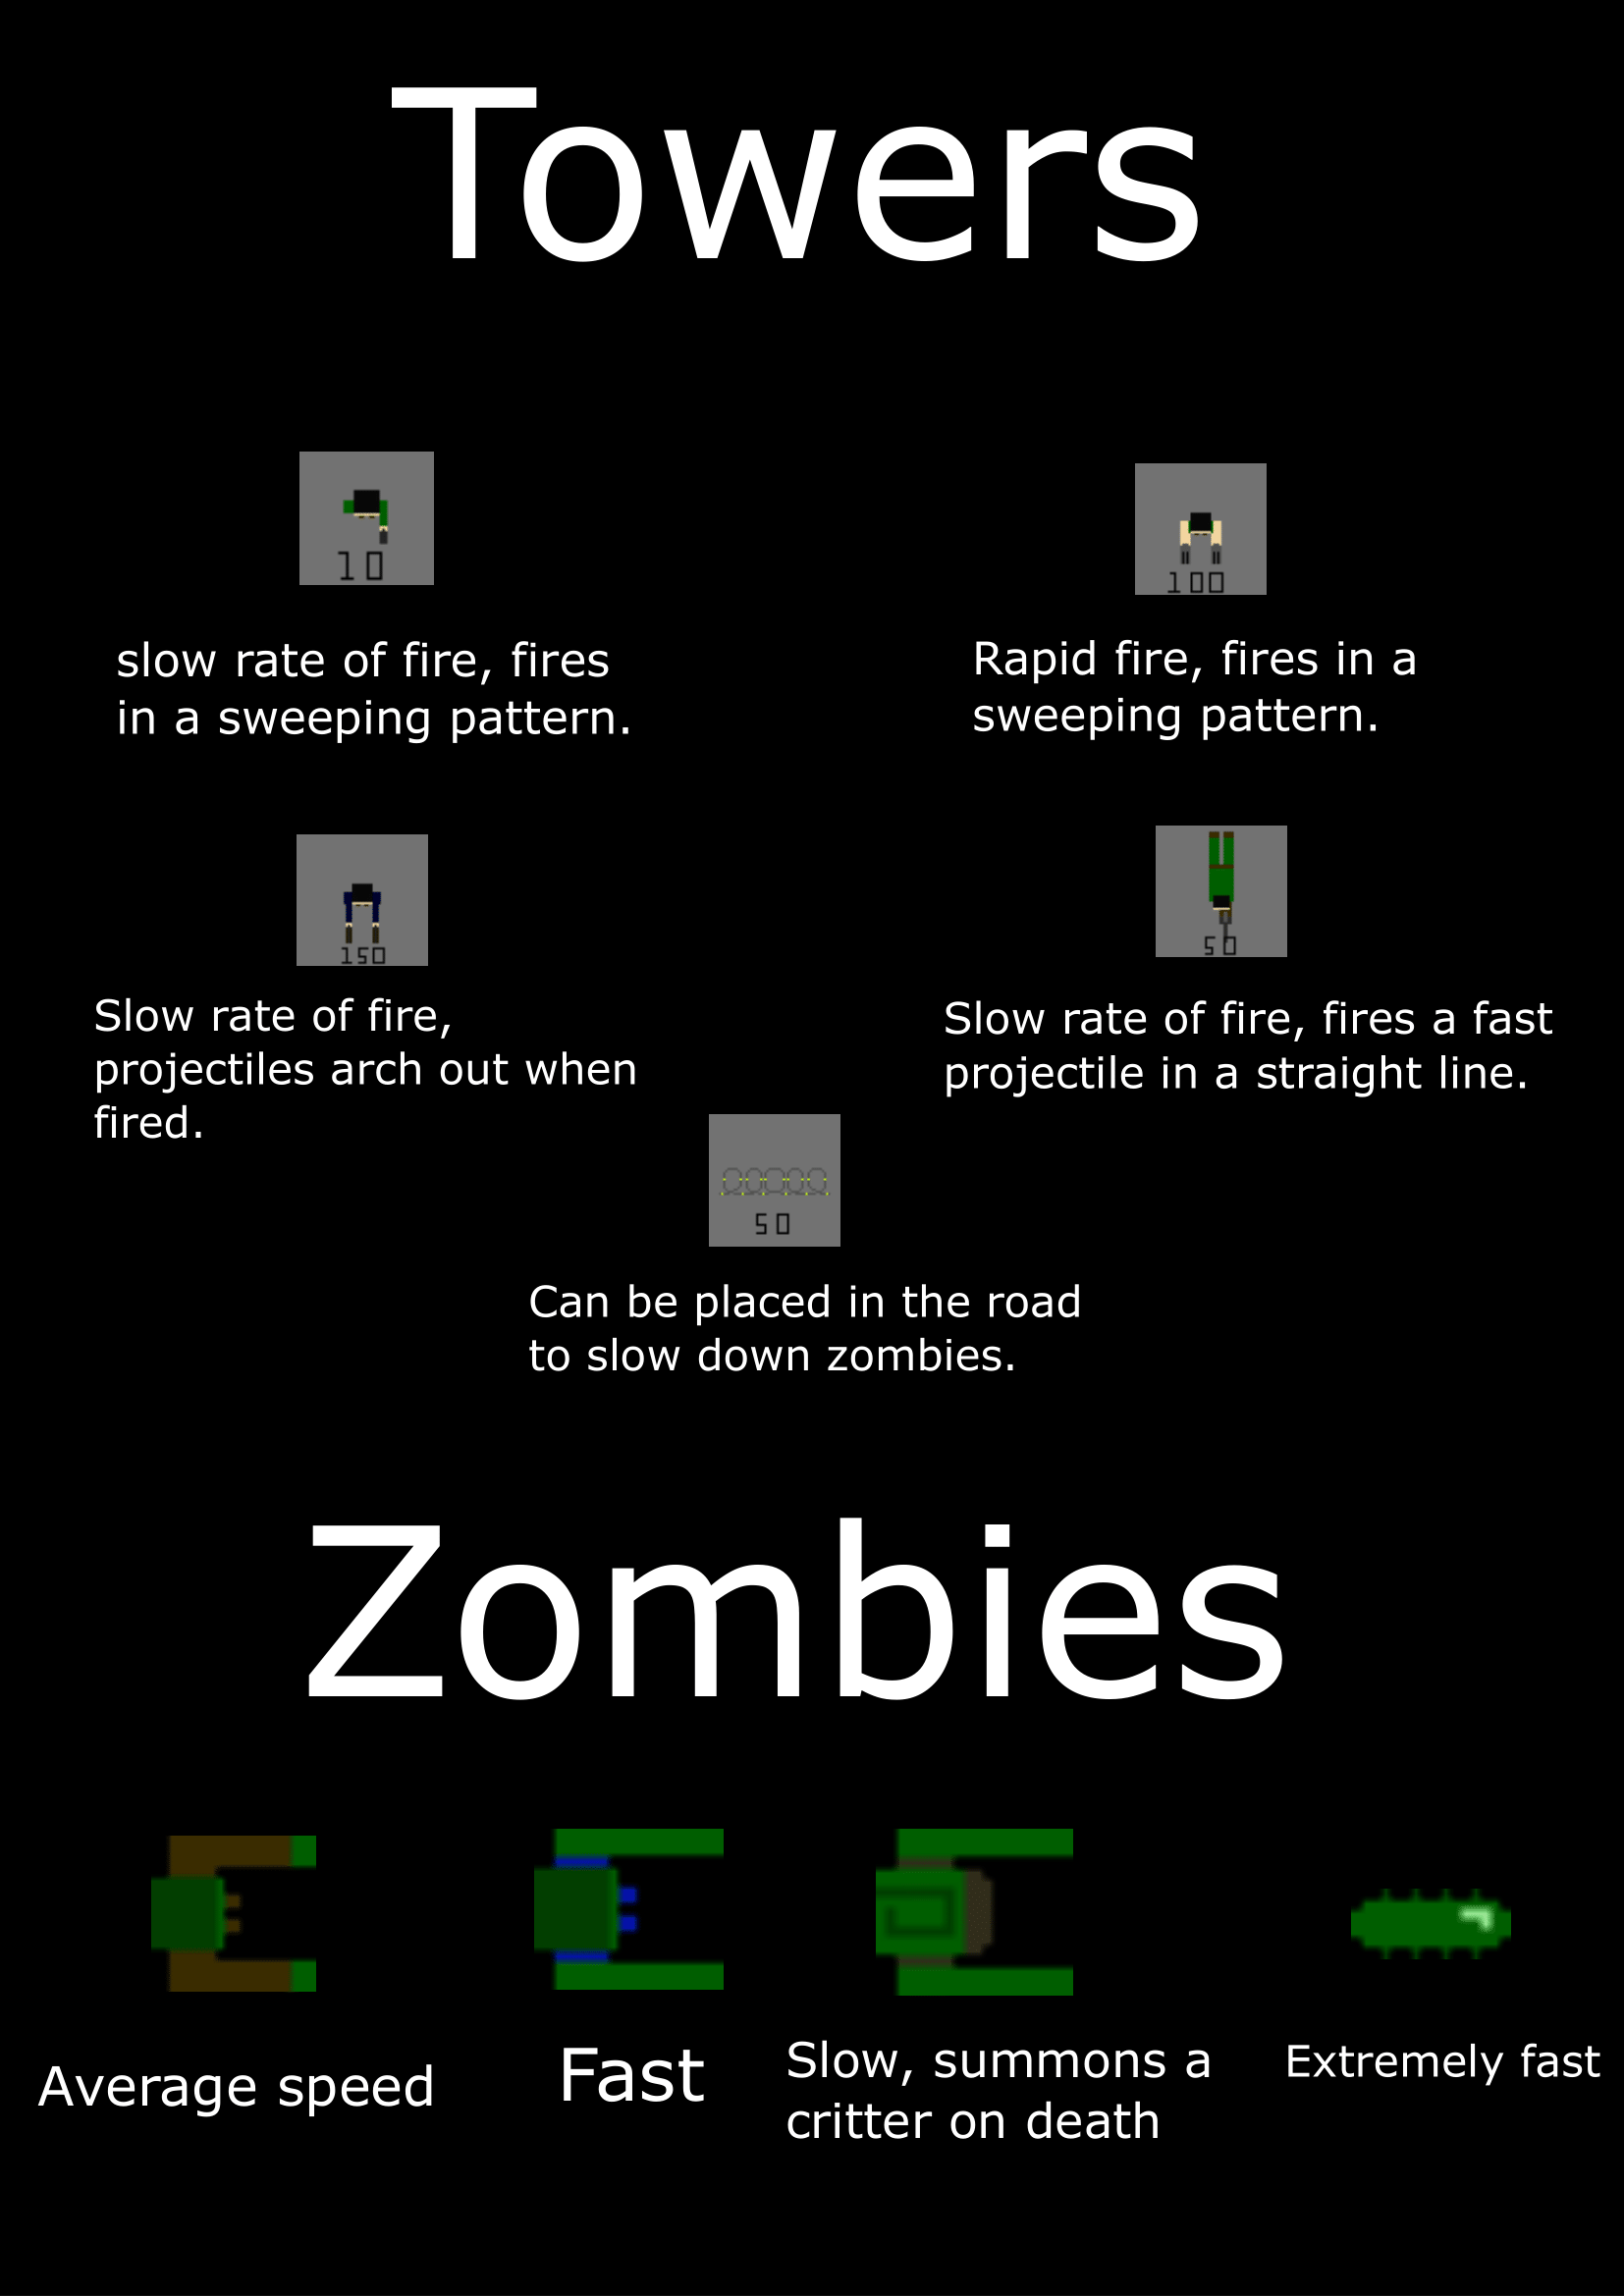 Towers
10
100
slow rate of fire, fires
in a sweeping pattern.
Rapid fire, fires in a
sweeping pattern.
150
50
Slow rate of fire,
projectiles arch out when
fired.
Slow rate of fire, fires a fast
projectile in a straight line.
50
Can be placed in the road
to slow down zombies.
Zombies
Average speed
Fast
Slow, summons a
critter on death
Extremely fast